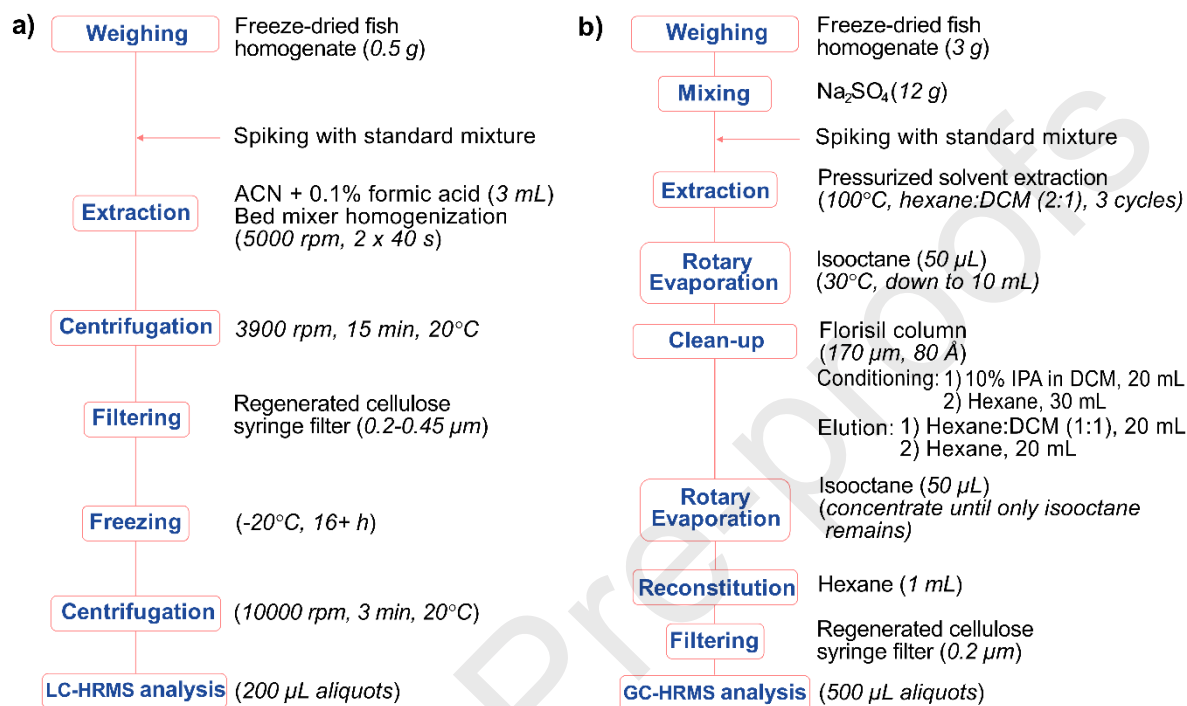 a)
Weighing
Freeze-dried fish
homogenate (0.5 g)
Spiking with standard mixture
Extraction
ACN + 0.1% formic acid (3 mL)
Bed mixer homogenization
(5000 rpm, 2 x 40 s)
Centrifugation
3900 rpm, 15 min, 20°C
Filtering
Regenerated cellulose
syringe filter (0.2-0.45 µm)
Freezing
(-20°C, 16+ h)
Centrifugation
(10000 rpm, 3 min, 20°C)
LC-HRMS analysis
(200 µL aliquots)
b)
Weighing
Freeze-dried fish
homogenate (3 g)
Mixing
Na₂SO₄ (12 g)
Spiking with standard mixture
Extraction
Pressurized solvent extraction
(100°C, hexane:DCM (2:1), 3 cycles)
Rotary
Evaporation
Isooctane (50 µL)
(30°C, down to 10 mL)
Clean-up
Florisil column
(170 µm, 80 Å)
Conditioning: 1) 10% IPA in DCM, 20 mL
2) Hexane, 30 mL
Elution: 1) Hexane:DCM (1:1), 20 mL
2) Hexane, 20 mL
Rotary
Evaporation
Isooctane (50 µL)
(concentrate until only isooctane
remains)
Reconstitution
Hexane (1 mL)
Filtering
Regenerated cellulose
syringe filter (0.2 µm)
GC-HRMS analysis
(500 µL aliquots)
Pre-proofs